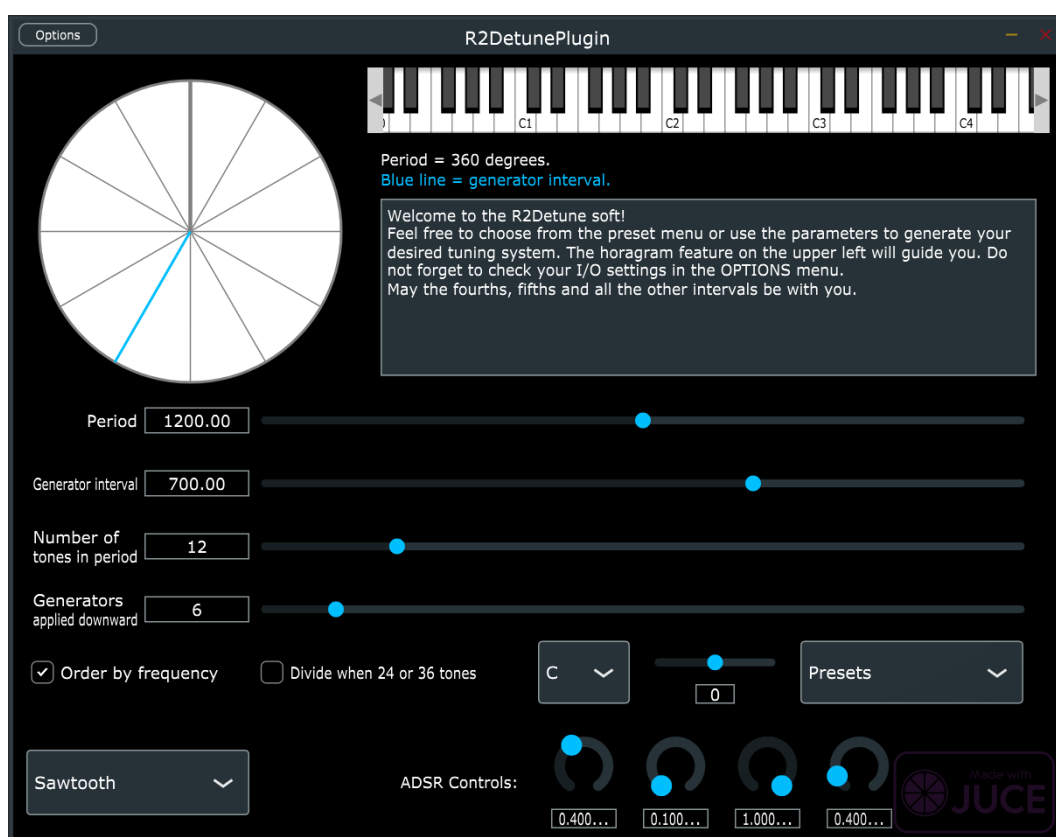 Options
R2DetunePlugin
C1
C2
C3
C4
Period = 360 degrees.
Blue line = generator interval.
Welcome to the R2Detune soft!
Feel free to choose from the preset menu or use the parameters to generate your
desired tuning system. The horagram feature on the upper left will guide you. Do
not forget to check your I/O settings in the OPTIONS menu.
May the fourths, fifths and all the other intervals be with you.
Period 1200.00
Generator interval 700.00
Number of
tones in period 12
Generators
applied downward 6
Order by frequency
Divide when 24 or 36 tones
C
0
Presets
Sawtooth
ADSR Controls:
0.400...
0.100...
1.000...
0.400...
Made with
JUCE